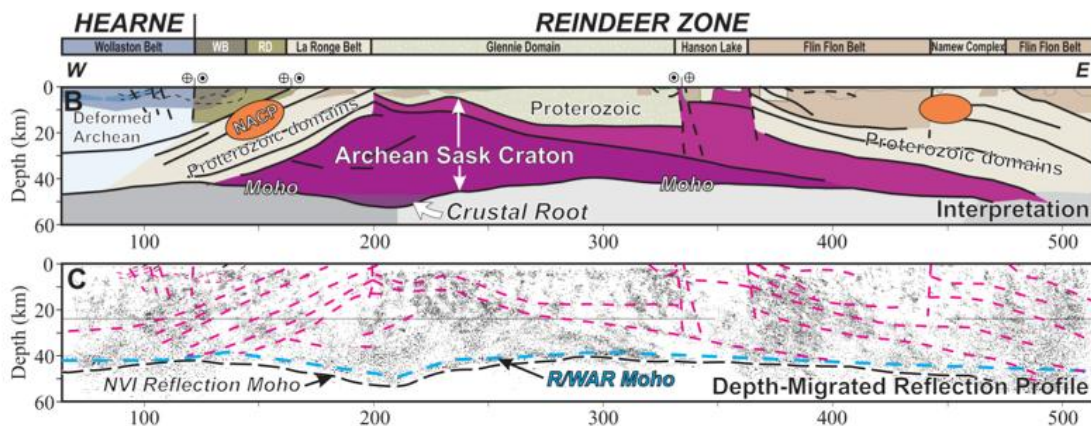 HEARNE REINDEER ZONE
Wollaston Belt WB RD La Ronge Belt Glennie Domain Hanson Lake Flin Flon Belt Namew Complex Flin Flon Belt
W E
B
Depth (km)
0
20
40
60
Deformed
Archean
NACP
Proterozoic domains
Proterozoic
Archean Sask Craton
Proterozoic domains
Moho Moho
Crustal Root Interpretation
100 200 300 400 500
C
Depth (km)
0
20
40
60
NVI Reflection Moho R/WAR Moho Depth-Migrated Reflection Profile
100 200 300 400 500